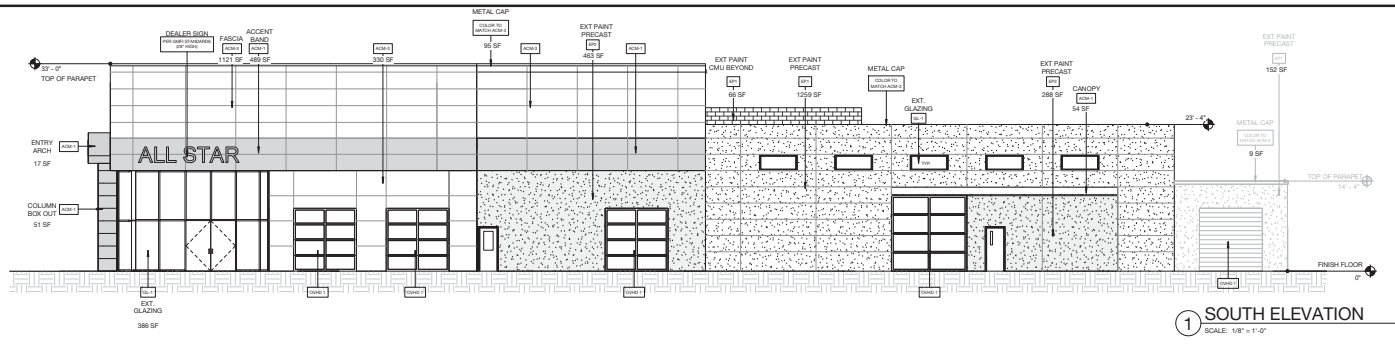 METAL CAP
COLOR TO
MATCH ACM-3
95 SF
DEALER SIGN
PER GMFI STANDARDS
(28" HIGH)
FASCIA
ACM-3
1121 SF
ACCENT
BAND
ACM-1
489 SF
ACM-3
330 SF
ACM-3
EXT PAINT
PRECAST
EP2
463 SF
ACM-1
33' - 0"
TOP OF PARAPET
EXT PAINT
CMU BEYOND
EP1
66 SF
EXT PAINT
PRECAST
EP1
1259 SF
METAL CAP
COLOR TO
MATCH ACM-3
EXT.
GLAZING
GL-1
EXT PAINT
PRECAST
EP2
288 SF
CANOPY
ACM-1
54 SF
23' - 4"
EXT PAINT
PRECAST
EP1
152 SF
METAL CAP
COLOR TO
MATCH ACM-3
9 SF
TOP OF PARAPET
14' - 4"
ENTRY
ARCH
ACM-1
17 SF
ALL STAR
TYP.
COLUMN
BOX OUT
ACM-1
51 SF
FINISH FLOOR
0"
GL-1
EXT.
GLAZING
386 SF
OVHD 1
OVHD 1
OVHD 1
OVHD 1
OVHD 1
1
SOUTH ELEVATION
SCALE: 1/8" = 1'-0"